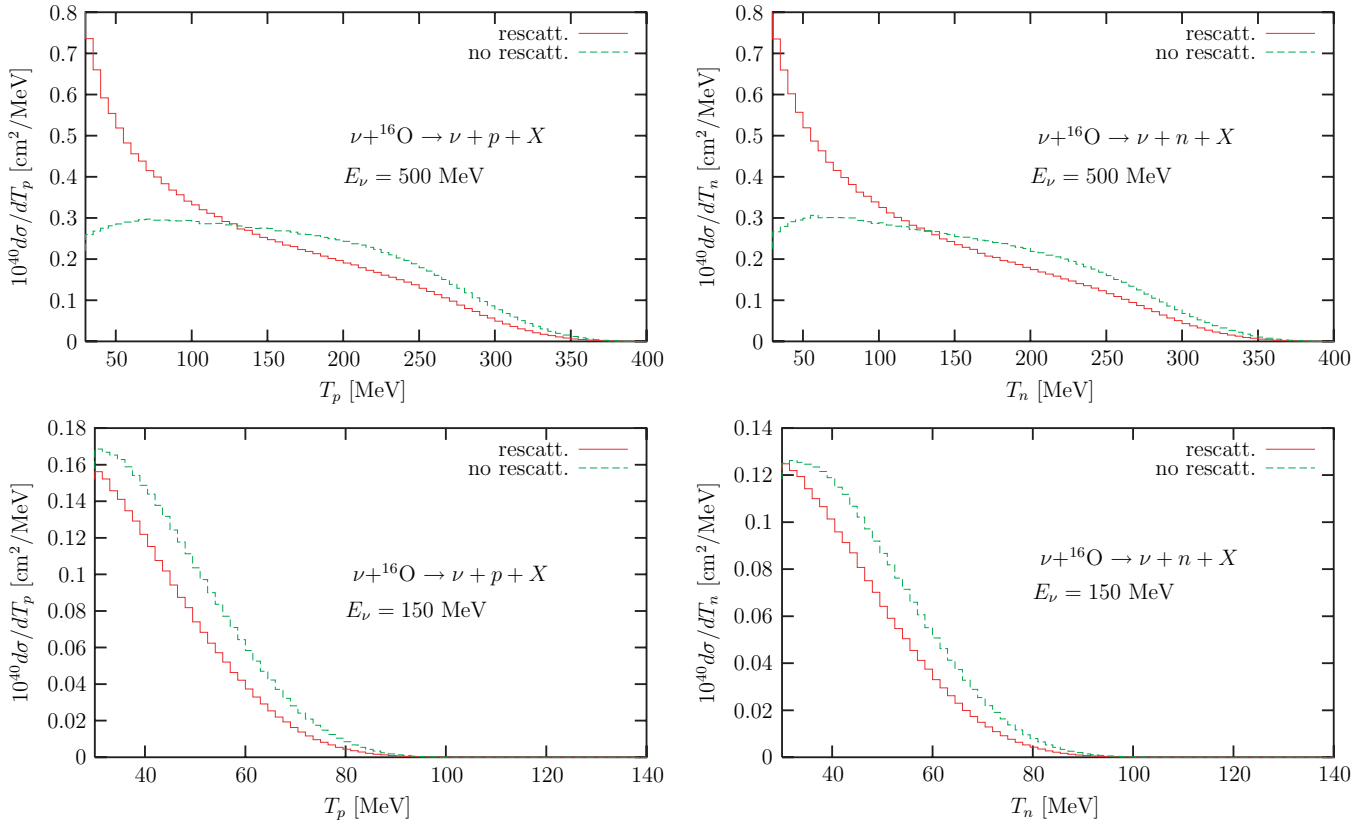 0.8
0.7
0.6
0.5
0.4
0.3
0.2
0.1
0
10⁴⁰dσ/dT_p [cm²/MeV]
rescatt.
no rescatt.
ν+¹⁶O → ν + p + X
E_ν = 500 MeV
50 100 150 200 250 300 350 400
T_p [MeV]
0.8
0.7
0.6
0.5
0.4
0.3
0.2
0.1
0
10⁴⁰dσ/dT_n [cm²/MeV]
rescatt.
no rescatt.
ν+¹⁶O → ν + n + X
E_ν = 500 MeV
50 100 150 200 250 300 350 400
T_n [MeV]
0.18
0.16
0.14
0.12
0.1
0.08
0.06
0.04
0.02
0
10⁴⁰dσ/dT_p [cm²/MeV]
rescatt.
no rescatt.
ν+¹⁶O → ν + p + X
E_ν = 150 MeV
40 60 80 100 120 140
T_p [MeV]
0.14
0.12
0.1
0.08
0.06
0.04
0.02
0
10⁴⁰dσ/dT_n [cm²/MeV]
rescatt.
no rescatt.
ν+¹⁶O → ν + n + X
E_ν = 150 MeV
40 60 80 100 120 140
T_n [MeV]